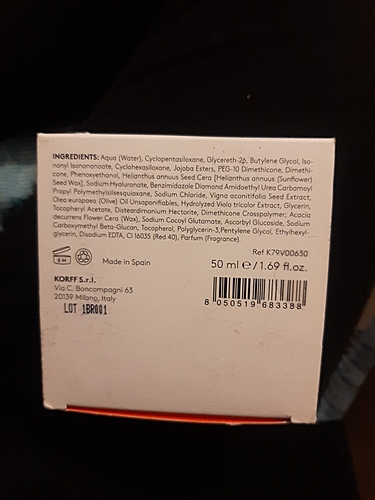 INGREDIENTS: Aqua (Water), Cyclopentasiloxane, Glycereth-26, Butylene Glycol, Iso-
nonyl Isononanoate, Cyclohexasiloxane, Jojoba Esters, PEG-10 Dimethicone, Dimethi-
cone, Phenoxyethanol, Helianthus annuus Seed Cera [Helianthus annuus (Sunflower)
Seed Wax], Sodium Hyaluronate, Benzimidazole Diamond Amidoethyl Urea Carbamoyl
Propyl Polymethylsilsesquioxane, Sodium Chloride, Vigna aconitifolia Seed Extract,
Olea europaea (Olive) Oil Unsaponifiables, Hydrolyzed Viola tricolor Extract, Glycerin,
Tocopheryl Acetate, Disteardimonium Hectorite, Dimethicone Crosspolymer; Acacia
decurrens Flower Cera (Wax), Sodium Cocoyl Glutamate, Ascorbyl Glucoside, Sodium
Carboxymethyl Beta-Glucan, Tocopherol, Polyglycerin-3,Pentylene Glycol, Ethylhexyl-
glycerin, Disodium EDTA, CI 16035 (Red 40), Parfum (Fragrance).
Ref K79V00630
8 M
Made in Spain
50 ml e / 1.69 fl.oz.
KORFF S.r.l.
Via C. Boncompagni 63
20139 Milano, Italy
LOT 1BR001
8 050519 683388